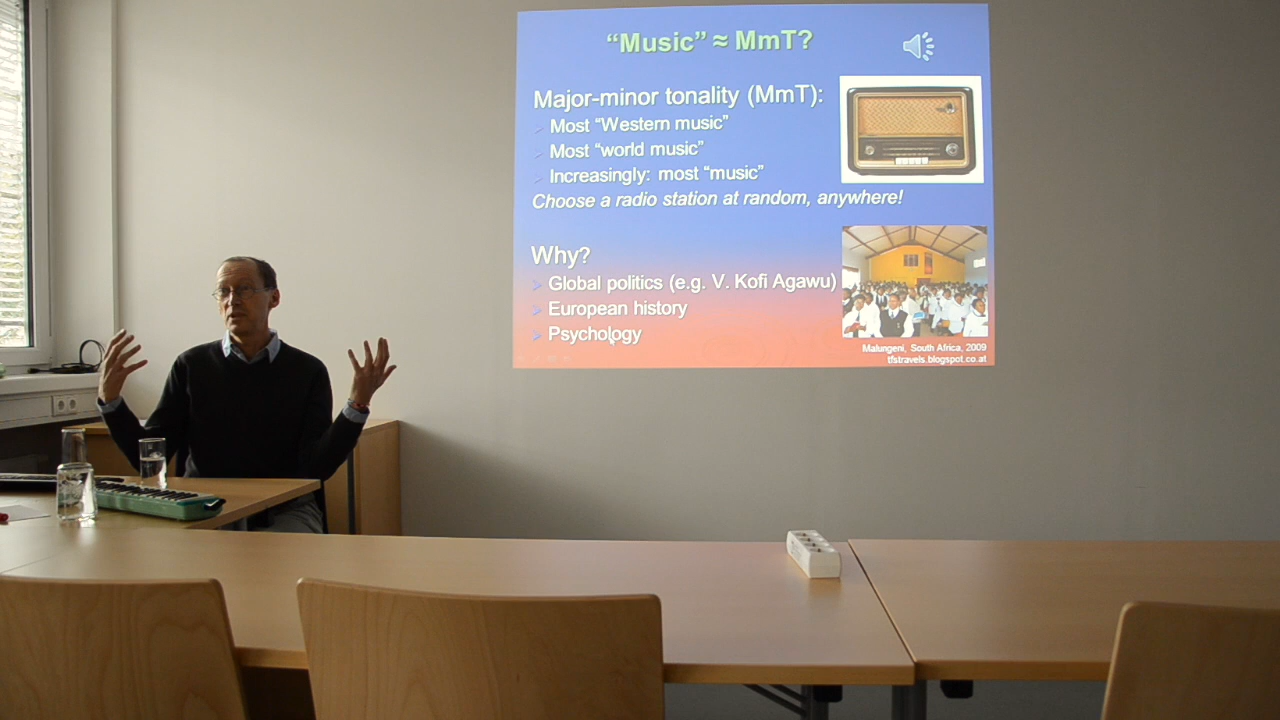 “Music” ≈ MmT?
Major-minor tonality (MmT):
Most “Western music”
Most “world music”
Increasingly: most “music”
Choose a radio station at random, anywhere!
Why?
Global politics (e.g. V. Kofi Agawu)
European history
Psychology
Malungeni, South Africa, 2009
tfstravels.blogspot.co.at